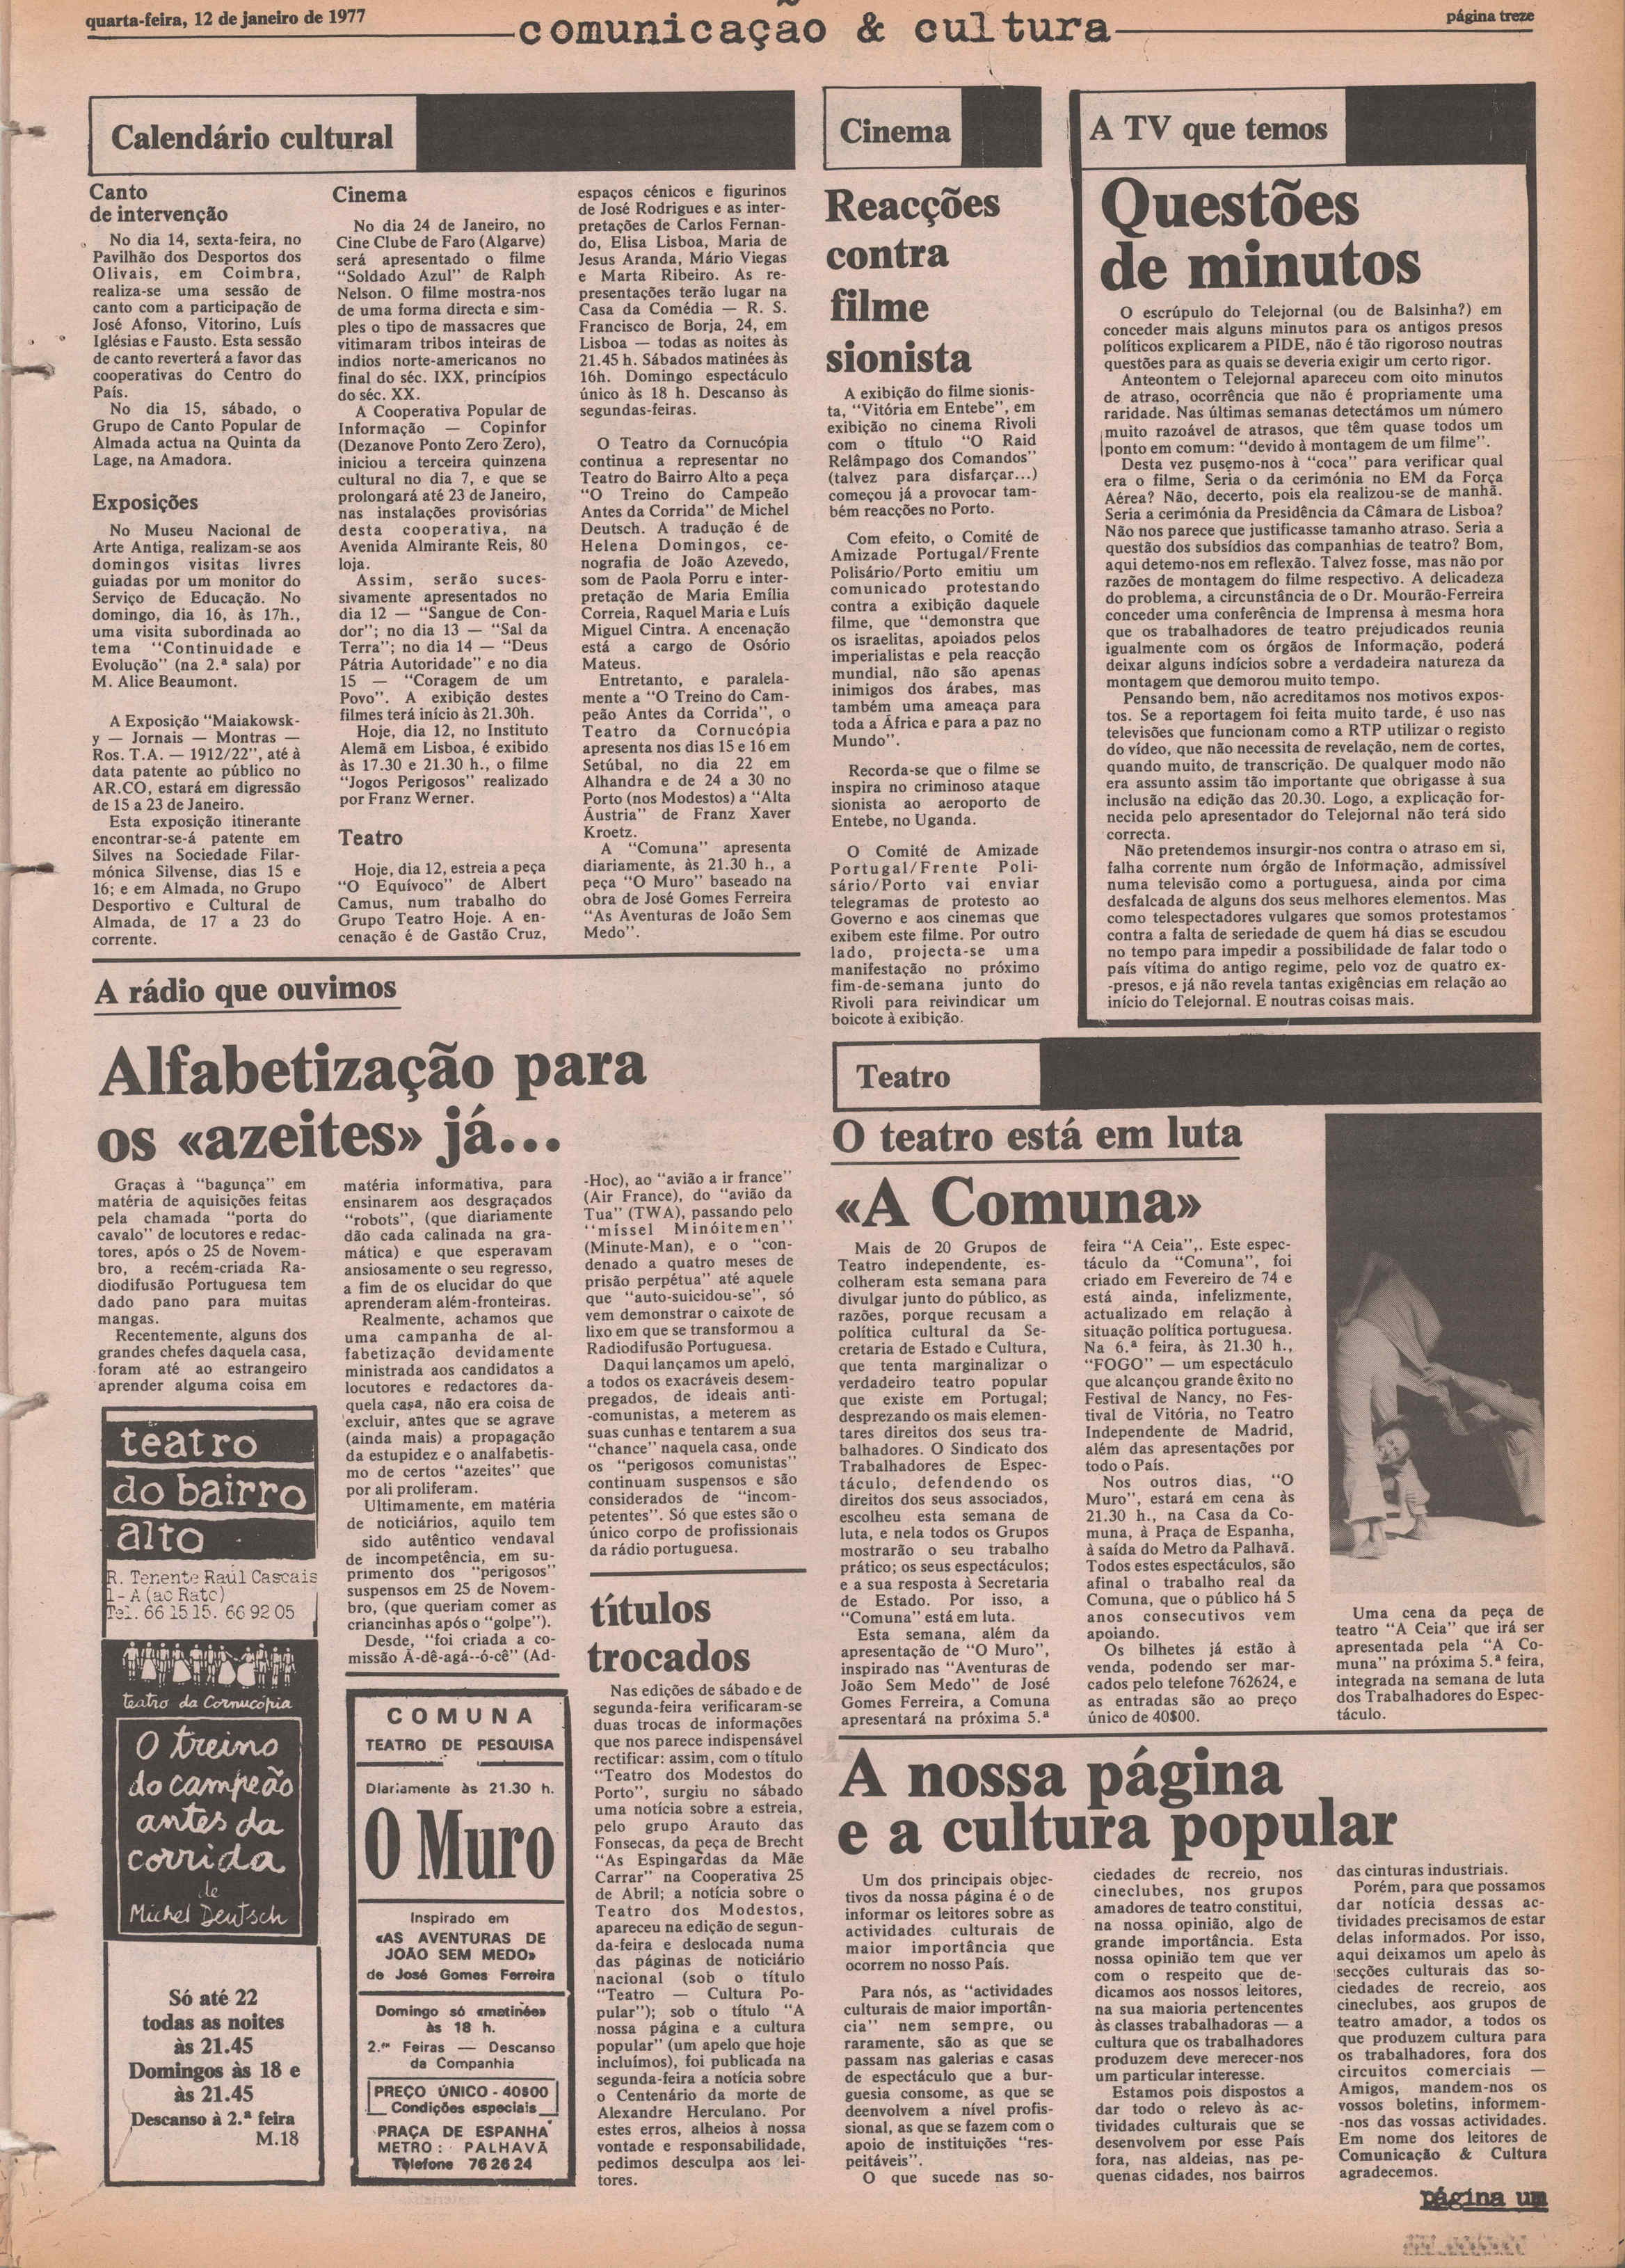 quarta-feira, 12 de janeiro de 1977
comunicação & cultura
página treze
Calendário cultural
Canto
de intervenção
No dia 14, sexta-feira, no
Pavilhão dos Desportos dos
Olivais, em Coimbra,
realiza-se uma sessão de
canto com a participação de
José Afonso, Vitorino, Luís
Iglésias e Fausto. Esta sessão
de canto reverterá a favor das
cooperativas do Centro do
País.
No dia 15, sábado, o
Grupo de Canto Popular de
Almada actua na Quinta da
Lage, na Amadora.
Exposições
No Museu Nacional de
Arte Antiga, realizam-se aos
domingos visitas livres
guiadas por um monitor do
Serviço de Educação. No
domingo, dia 16, às 17h.,
uma visita subordinada ao
tema "Continuidade e
Evolução" (na 2.ª sala) por
M. Alice Beaumont.
A Exposição "Maiakowsk-
y — Jornais — Montras —
Ros. T.A. — 1912/22", até à
data patente ao público no
AR.CO, estará em digressão
de 15 a 23 de Janeiro.
Esta exposição itinerante
encontrar-se-á patente em
Silves na Sociedade Filar-
mónica Silvense, dias 15 e
16; e em Almada, no Grupo
Desportivo e Cultural de
Almada, de 17 a 23 do
corrente.
Cinema
No dia 24 de Janeiro, no
Cine Clube de Faro (Algarve)
será apresentado o filme
"Soldado Azul" de Ralph
Nelson. O filme mostra-nos
de uma forma directa e sim-
ples o tipo de massacres que
vitimaram tribos inteiras de
indios norte-americanos no
final do séc. IXX, princípios
do séc. XX.
A Cooperativa Popular de
Informação — Copinfor
(Dezanove Ponto Zero Zero),
iniciou a terceira quinzena
cultural no dia 7, e que se
prolongará até 23 de Janeiro,
nas instalações provisórias
desta cooperativa, na
Avenida Almirante Reis, 80
loja.
Assim, serão suces-
sivamente apresentados no
dia 12 — "Sangue de Con-
dor"; no dia 13 — "Sal da
Terra"; no dia 14 — "Deus
Pátria Autoridade" e no dia
15 — "Coragem de um
Povo". A exibição destes
filmes terá início às 21.30h.
Hoje, dia 12, no Instituto
Alemã em Lisboa, é exibido
às 17.30 e 21.30 h., o filme
"Jogos Perigosos" realizado
por Franz Werner.
Teatro
Hoje, dia 12, estreia a peça
"O Equívoco" de Albert
Camus, num trabalho do
Grupo Teatro Hoje. A en-
cenação é de Gastão Cruz,
espaços cénicos e figurinos
de José Rodrigues e as inter-
pretações de Carlos Fernan-
do, Elisa Lisboa, Maria de
Jesus Aranda, Mário Viegas
e Marta Ribeiro. As re-
presentações terão lugar na
Casa da Comédia — R. S.
Francisco de Borja, 24, em
Lisboa — todas as noites às
21.45 h. Sábados matinées às
16h. Domingo espectáculo
único às 18 h. Descanso às
segundas-feiras.
O Teatro da Cornucópia
continua a representar no
Teatro do Bairro Alto a peça
"O Treino do Campeão
Antes da Corrida" de Michel
Deutsch. A tradução é de
Helena Domingos, ce-
nografia de João Azevedo,
som de Paola Porru e inter-
pretação de Maria Emília
Correia, Raquel Maria e Luís
Miguel Cintra. A encenação
está a cargo de Osório
Mateus.
Entretanto, e paralela-
mente a "O Treino do Cam-
peão Antes da Corrida", o
Teatro da Cornucópia
apresenta nos dias 15 e 16 em
Setúbal, no dia 22 em
Alhandra e de 24 a 30 no
Porto (nos Modestos) a "Alta
Áustria" de Franz Xaver
Kroetz.
A "Comuna" apresenta
diariamente, às 21.30 h., a
peça "O Muro" baseado na
obra de José Gomes Ferreira
"As Aventuras de João Sem
Medo".
Cinema
Reacções
contra
filme
sionista
A exibição do filme sionis-
ta, "Vitória em Entebe", em
exibição no cinema Rivoli
com o título "O Raid
Relâmpago dos Comandos"
(talvez para disfarçar...)
começou já a provocar tam-
bém reacções no Porto.
Com efeito, o Comité de
Amizade Portugal/Frente
Polisário/Porto emitiu um
comunicado protestando
contra a exibição daquele
filme, que "demonstra que
os israelitas, apoiados pelos
imperialistas e pela reacção
mundial, não são apenas
inimigos dos árabes, mas
também uma ameaça para
toda a África e para a paz no
Mundo".
Recorda-se que o filme se
inspira no criminoso ataque
sionista ao aeroporto de
Entebe, no Uganda.
O Comité de Amizade
Portugal/Frente Poli-
sário/Porto vai enviar
telegramas de protesto ao
Governo e aos cinemas que
exibem este filme. Por outro
lado, projecta-se uma
manifestação no próximo
fim-de-semana junto do
Rivoli para reivindicar um
boicote à exibição.
A TV que temos
Questões
de minutos
O escrúpulo do Telejornal (ou de Balsinha?) em
conceder mais alguns minutos para os antigos presos
políticos explicarem a PIDE, não é tão rigoroso noutras
questões para as quais se deveria exigir um certo rigor.
Anteontem o Telejornal apareceu com oito minutos
de atraso, ocorrência que não é propriamente uma
raridade. Nas últimas semanas detectámos um número
muito razoável de atrasos, que têm quase todos um
ponto em comum: "devido à montagem de um filme".
Desta vez pusemo-nos à "coca" para verificar qual
era o filme, Seria o da cerimónia no EM da Força
Aérea? Não, decerto, pois ela realizou-se de manhã.
Seria a cerimónia da Presidência da Câmara de Lisboa?
Não nos parece que justificasse tamanho atraso. Seria a
questão dos subsídios das companhias de teatro? Bom,
aqui detemo-nos em reflexão. Talvez fosse, mas não por
razões de montagem do filme respectivo. A delicadeza
do problema, a circunstância de o Dr. Mourão-Ferreira
conceder uma conferência de Imprensa à mesma hora
que os trabalhadores de teatro prejudicados reunia
igualmente com os órgãos de Informação, poderá
deixar alguns indícios sobre a verdadeira natureza da
montagem que demorou muito tempo.
Pensando bem, não acreditamos nos motivos expos-
tos. Se a reportagem foi feita muito tarde, é uso nas
televisões que funcionam como a RTP utilizar o registo
do vídeo, que não necessita de revelação, nem de cortes,
quando muito, de transcrição. De qualquer modo não
era assunto assim tão importante que obrigasse à sua
inclusão na edição das 20.30. Logo, a explicação for-
necida pelo apresentador do Telejornal não terá sido
correcta.
Não pretendemos insurgir-nos contra o atraso em si,
falha corrente num órgão de Informação, admissível
numa televisão como a portuguesa, ainda por cima
desfalcada de alguns dos seus melhores elementos. Mas
como telespectadores vulgares que somos protestamos
contra a falta de seriedade de quem há dias se escudou
no tempo para impedir a possibilidade de falar todo o
país vítima do antigo regime, pelo voz de quatro ex-
-presos, e já não revela tantas exigências em relação ao
início do Telejornal. E noutras coisas mais.
A rádio que ouvimos
Alfabetização para
os «azeites» já...
Graças à "bagunça" em
matéria de aquisições feitas
pela chamada "porta do
cavalo" de locutores e redac-
tores, após o 25 de Novem-
bro, a recém-criada Ra-
diodifusão Portuguesa tem
dado pano para muitas
mangas.
Recentemente, alguns dos
grandes chefes daquela casa,
foram até ao estrangeiro
aprender alguma coisa em
matéria informativa, para
ensinarem aos desgraçados
"robots", (que diariamente
dão cada calinada na gra-
mática) e que esperavam
ansiosamente o seu regresso,
a fim de os elucidar do que
aprenderam além-fronteiras.
Realmente, achamos que
uma campanha de al-
fabetização devidamente
ministrada aos candidatos a
locutores e redactores da-
quela casa, não era coisa de
excluir, antes que se agrave
(ainda mais) a propagação
da estupidez e o analfabetis-
mo de certos "azeites" que
por ali proliferam.
Ultimamente, em matéria
de noticiários, aquilo tem
sido autêntico vendaval
de incompetência, em su-
primento dos "perigosos"
suspensos em 25 de Novem-
bro, (que queriam comer as
criancinhas após o "golpe").
Desde, "foi criada a co-
missão A-dê-agá--ó-cê" (Ad-
-Hoc), ao "avião a ir france"
(Air France), do "avião da
Tua" (TWA), passando pelo
"míssel Minóitemen"
(Minute-Man), e o "con-
denado a quatro meses de
prisão perpétua" até aquele
que "auto-suicidou-se", só
vem demonstrar o caixote de
lixo em que se transformou a
Radiodifusão Portuguesa.
Daqui lançamos um apelo,
a todos os exacráveis desem-
pregados, de ideais anti-
-comunistas, a meterem as
suas cunhas e tentarem a sua
"chance" naquela casa, onde
os "perigosos comunistas"
continuam suspensos e são
considerados de "incom-
petentes". Só que estes são o
único corpo de profissionais
da rádio portuguesa.
teatro
do bairro
alto
R. Tenente Raúl Cascais
1-A (ao Rato)
Tel. 66 15 15. 66 92 05
teatro da Cornucópia
O treino
do campeão
antes da
corrida
de
Michel Deutsch
Só até 22
todas as noites
às 21.45
Domingos às 18 e
às 21.45
Descanso à 2.ª feira
M.18
COMUNA
TEATRO DE PESQUISA
Diariamente às 21.30 h.
O Muro
Inspirado em
«AS AVENTURAS DE
JOÃO SEM MEDO»
de José Gomes Ferreira
Domingo só «matinée»
às 18 h.
2.as Feiras — Descanso
da Companhia
PREÇO ÚNICO - 40$00
Condições especiais
PRAÇA DE ESPANHA
METRO: PALHAVÃ
Telefone 76 26 24
títulos
trocados
Nas edições de sábado e de
segunda-feira verificaram-se
duas trocas de informações
que nos parece indispensável
rectificar: assim, com o título
"Teatro dos Modestos do
Porto", surgiu no sábado
uma notícia sobre a estreia,
pelo grupo Arauto das
Fonsecas, da peça de Brecht
"As Espingardas da Mãe
Carrar" na Cooperativa 25
de Abril; a notícia sobre o
Teatro dos Modestos,
apareceu na edição de segun-
da-feira e deslocada numa
das páginas de noticiário
nacional (sob o título
"Teatro — Cultura Po-
pular"); sob o título "A
nossa página e a cultura
popular" (um apelo que hoje
incluímos), foi publicada na
segunda-feira a notícia sobre
o Centenário da morte de
Alexandre Herculano. Por
estes erros, alheios à nossa
vontade e responsabilidade,
pedimos desculpa aos lei-
tores.
Teatro
O teatro está em luta
«A Comuna»
Mais de 20 Grupos de
Teatro independente, es-
colheram esta semana para
divulgar junto do público, as
razões, porque recusam a
política cultural da Se-
cretaria de Estado e Cultura,
que tenta marginalizar o
verdadeiro teatro popular
que existe em Portugal;
desprezando os mais elemen-
tares direitos dos seus tra-
balhadores. O Sindicato dos
Trabalhadores de Espec-
táculo, defendendo os
direitos dos seus associados,
escolheu esta semana de
luta, e nela todos os Grupos
mostrarão o seu trabalho
prático; os seus espectáculos;
e a sua resposta à Secretaria
de Estado. Por isso, a
"Comuna" está em luta.
Esta semana, além da
apresentação de "O Muro",
inspirado nas "Aventuras de
João Sem Medo" de José
Gomes Ferreira, a Comuna
apresentará na próxima 5.ª
feira "A Ceia",. Este espec-
táculo da "Comuna", foi
criado em Fevereiro de 74 e
está ainda, infelizmente,
actualizado em relação à
situação política portuguesa.
Na 6.ª feira, às 21.30 h.,
"FOGO" — um espectáculo
que alcançou grande êxito no
Festival de Nancy, no Fes-
tival de Vitória, no Teatro
Independente de Madrid,
além das apresentações por
todo o País.
Nos outros dias, "O
Muro", estará em cena às
21.30 h., na Casa da Co-
muna, à Praça de Espanha,
à saída do Metro da Palhavã.
Todos estes espectáculos, são
afinal o trabalho real da
Comuna, que o público há 5
anos consecutivos vem
apoiando.
Os bilhetes já estão à
venda, podendo ser mar-
cados pelo telefone 762624, e
as entradas são ao preço
único de 40$00.
Uma cena da peça de
teatro "A Ceia" que irá ser
apresentada pela "A Co-
muna" na próxima 5.ª feira,
integrada na semana de luta
dos Trabalhadores do Espec-
táculo.
A nossa página
e a cultura popular
Um dos principais objec-
tivos da nossa página é o de
informar os leitores sobre as
actividades culturais de
maior importância que
ocorrem no nosso País.
Para nós, as "actividades
culturais de maior importân-
cia" nem sempre, ou
raramente, são as que se
passam nas galerias e casas
de espectáculo que a bur-
guesia consome, as que se
deenvolvem a nível profis-
sional, as que se fazem com o
apoio de instituições "res-
peitáveis".
O que sucede nas so-
ciedades de recreio, nos
cineclubes, nos grupos
amadores de teatro constitui,
na nossa opinião, algo de
grande importância. Esta
nossa opinião tem que ver
com o respeito que de-
dicamos aos nossos leitores,
na sua maioria pertencentes
às classes trabalhadoras — a
cultura que os trabalhadores
produzem deve merecer-nos
um particular interesse.
Estamos pois dispostos a
dar todo o relevo às ac-
tividades culturais que se
desenvolvem por esse País
fora, nas aldeias, nas pe-
quenas cidades, nos bairros
das cinturas industriais.
Porém, para que possamos
dar notícia dessas ac-
tividades precisamos de estar
delas informados. Por isso,
aqui deixamos um apelo às
secções culturais das so-
ciedades de recreio, aos
cineclubes, aos grupos de
teatro amador, a todos os
que produzem cultura para
os trabalhadores, fora dos
circuitos comerciais —
Amigos, mandem-nos os
vossos boletins, informem-
-nos das vossas actividades.
Em nome dos leitores de
Comunicação & Cultura
agradecemos.
página um